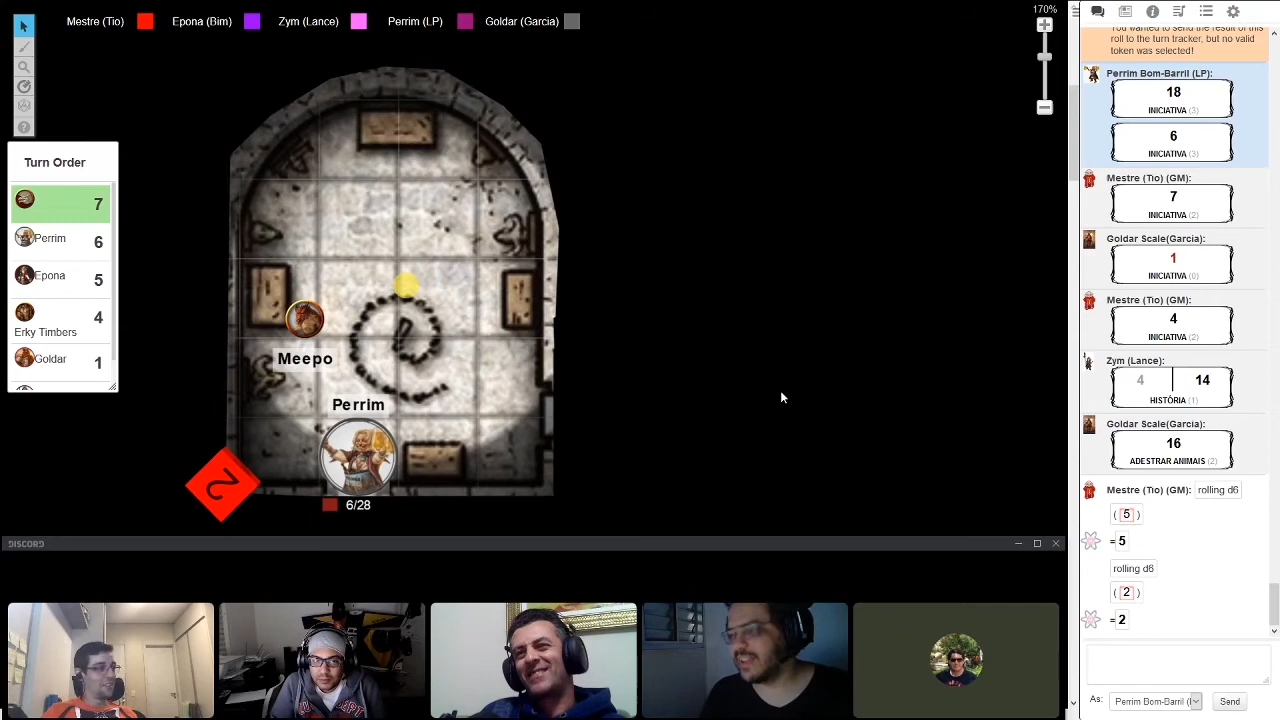 Mestre (Tio) Epona (Bim) Zym (Lance) Perrim (LP) Goldar (Garcia)
170%
Turn Order
7
Perrim 6
Epona 5
4
Erky Timbers
Goldar 1
Meepo
Perrim
2
6/28
DISCORD
You wanted to send the result of this
roll to the turn tracker, but no valid
token was selected!
Perrim Bom-Barril (LP):
18
INICIATIVA (3)
6
INICIATIVA (3)
Mestre (Tio) (GM):
7
INICIATIVA (2)
Goldar Scale(Garcia):
1
INICIATIVA (0)
Mestre (Tio) (GM):
4
INICIATIVA (2)
Zym (Lance):
4 14
HISTÓRIA (1)
Goldar Scale(Garcia):
16
ADESTRAR ANIMAIS (2)
Mestre (Tio) (GM): rolling d6
(5)
=5
rolling d6
(2)
=2
As: Perrim Bom-Barril (l Send